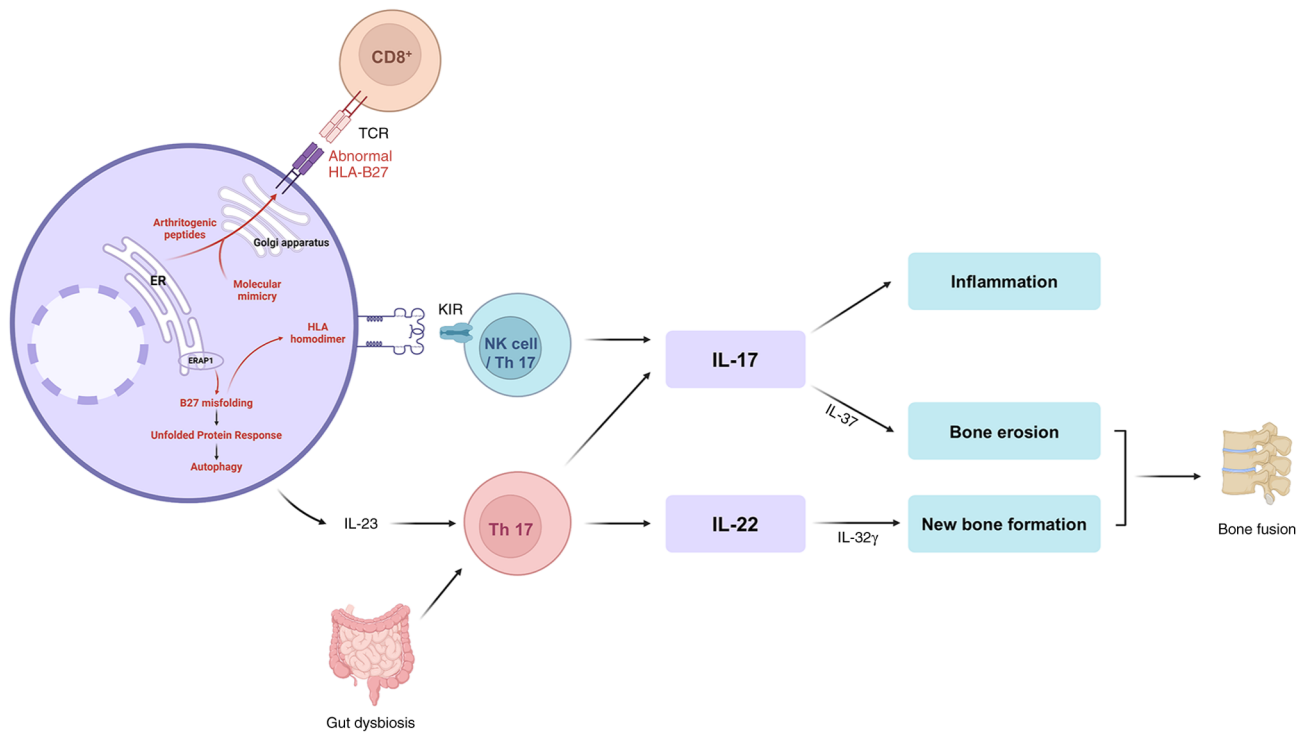 CD8⁺
TCR
Abnormal
HLA-B27
Arthritogenic
peptides
Golgi apparatus
ER
Molecular
mimicry
HLA
homodimer
ERAP1
B27 misfolding
Unfolded Protein Response
Autophagy
KIR
NK cell
/ Th 17
IL-17
Inflammation
IL-37
Bone erosion
IL-23
Th 17
IL-22
IL-32γ
New bone formation
Bone fusion
Gut dysbiosis